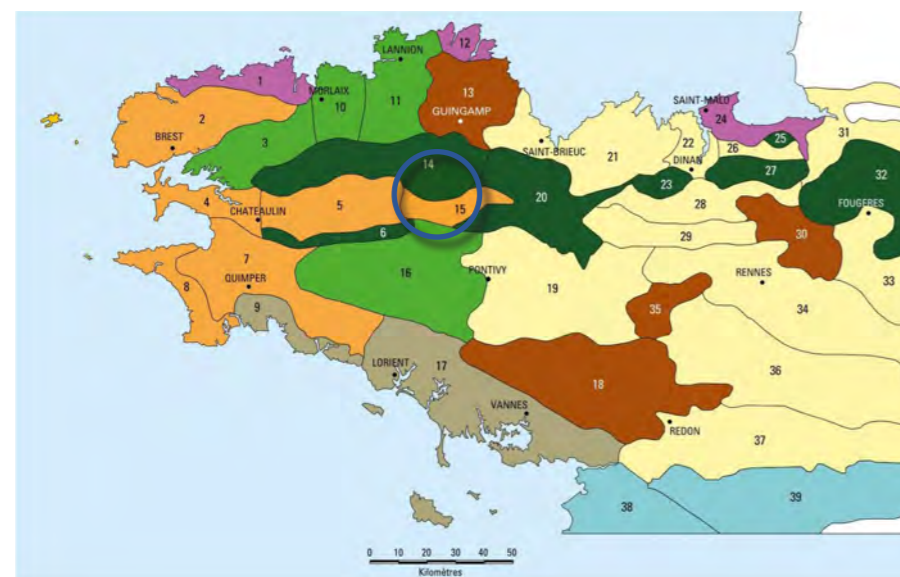 LANNION
12
1
MORLAIX
10
11
13
GUINGAMP
2
BREST
3
SAINT-MALO
24
SAINT-BRIEUC
21
22
26
25
31
DINAN
27
32
14
20
23
FOUGERES
4
CHATEAULIN
5
15
28
6
29
30
7
QUIMPER
16
PONTIVY
19
RENNES
33
8
9
35
34
LORIENT
17
18
36
VANNES
REDON
37
38
39
0 10 20 30 40 50
Kilomètres